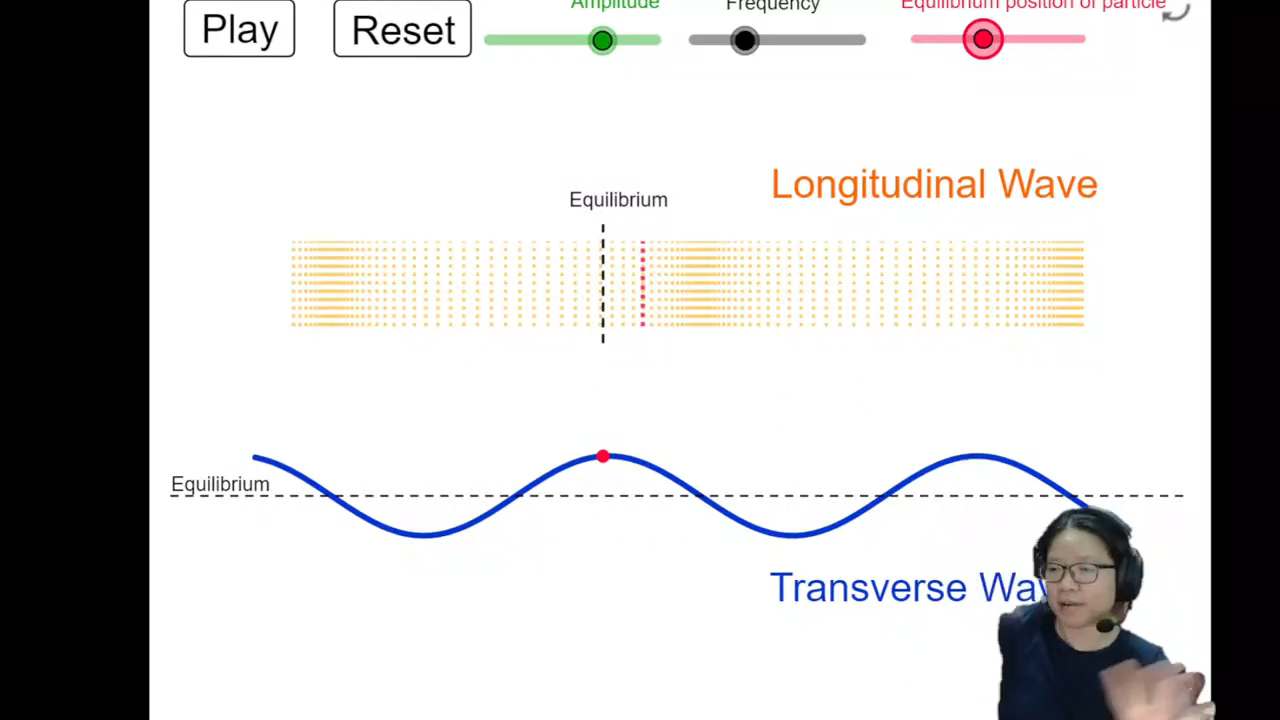 Amplitude
Frequency
Equilibrium position of particle
Play
Reset
Longitudinal Wave
Equilibrium
Equilibrium
Transverse Wav